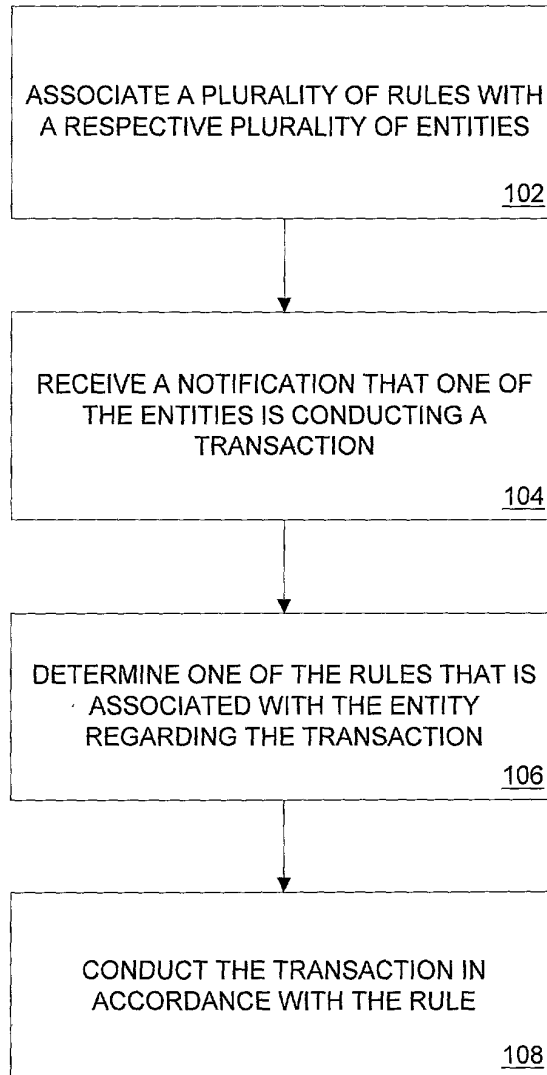 ASSOCIATE A PLURALITY OF RULES WITH
A RESPECTIVE PLURALITY OF ENTITIES
102
RECEIVE A NOTIFICATION THAT ONE OF
THE ENTITIES IS CONDUCTING A
TRANSACTION
104
DETERMINE ONE OF THE RULES THAT IS
ASSOCIATED WITH THE ENTITY
REGARDING THE TRANSACTION
106
CONDUCT THE TRANSACTION IN
ACCORDANCE WITH THE RULE
108